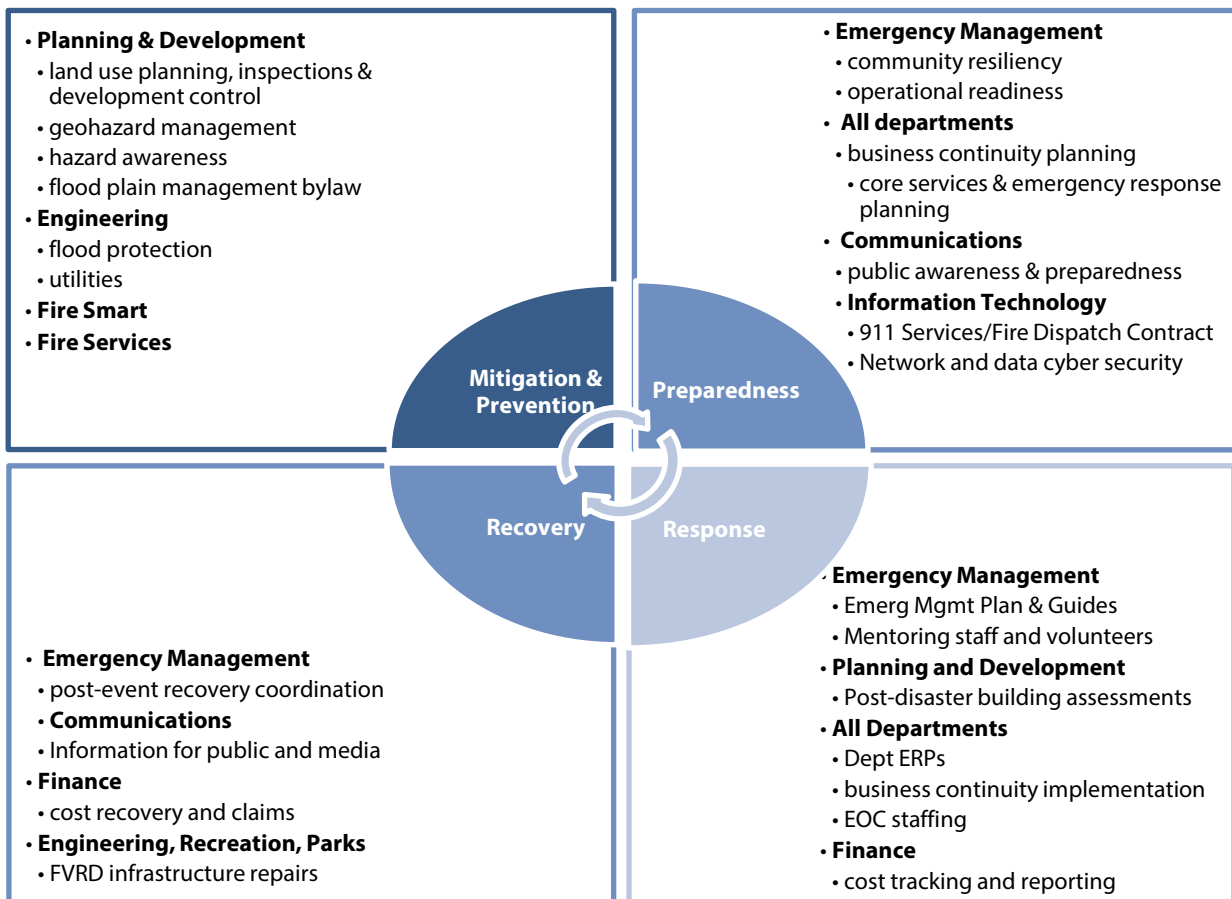 • Planning & Development
• land use planning, inspections &
development control
• geohazard management
• hazard awareness
• flood plain management bylaw
• Engineering
• flood protection
• utilities
• Fire Smart
• Fire Services
• Emergency Management
• community resiliency
• operational readiness
• All departments
• business continuity planning
• core services & emergency response
planning
• Communications
• public awareness & preparedness
• Information Technology
• 911 Services/Fire Dispatch Contract
• Network and data cyber security
Mitigation &
Prevention
Preparedness
Recovery
Response
• Emergency Management
• post-event recovery coordination
• Communications
• Information for public and media
• Finance
• cost recovery and claims
• Engineering, Recreation, Parks
• FVRD infrastructure repairs
• Emergency Management
• Emerg Mgmt Plan & Guides
• Mentoring staff and volunteers
• Planning and Development
• Post-disaster building assessments
• All Departments
• Dept ERPs
• business continuity implementation
• EOC staffing
• Finance
• cost tracking and reporting